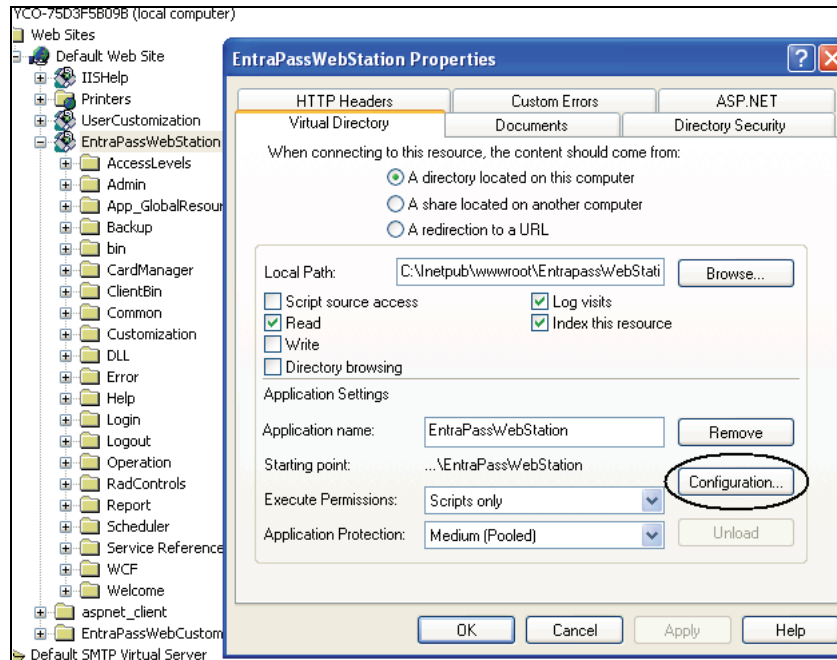 YCO-75D3F5B09B (local computer)
Web Sites
Default Web Site
IISHelp
Printers
UserCustomization
EntraPassWebStation
AccessLevels
Admin
App_GlobalResour
Backup
bin
CardManager
ClientBin
Common
Customization
DLL
Error
Help
Login
Logout
Operation
RadControls
Report
Scheduler
Service Reference
WCF
Welcome
aspnet_client
EntraPassWebCustom
Default SMTP Virtual Server
EntraPassWebStation Properties
HTTP Headers Custom Errors ASP.NET
Virtual Directory Documents Directory Security
When connecting to this resource, the content should come from:
A directory located on this computer
A share located on another computer
A redirection to a URL
Local Path: C:\Inetpub\wwwroot\EntrapassWebStati Browse...
Script source access Log visits
Read Index this resource
Write
Directory browsing
Application Settings
Application name: EntraPassWebStation Remove
Starting point: ...\EntraPassWebStation Configuration...
Execute Permissions: Scripts only
Application Protection: Medium (Pooled) Unload
OK Cancel Apply Help